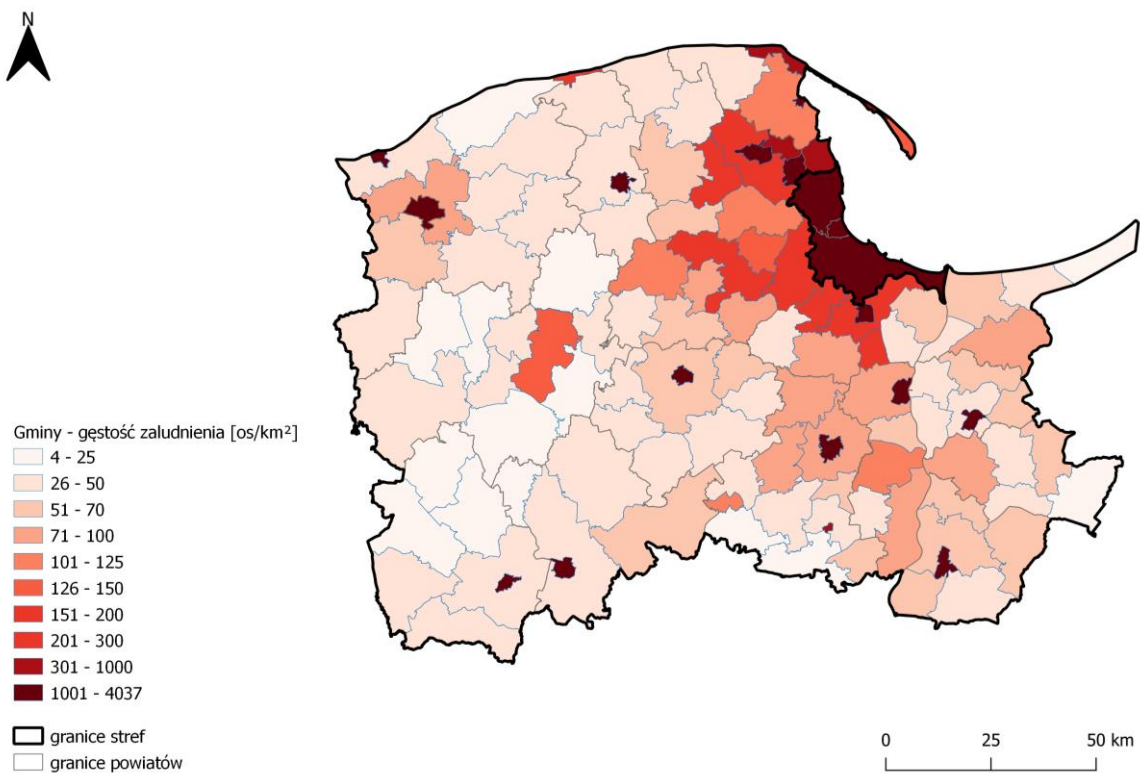 N
Gminy - gęstość zaludnienia [os/km²]
4 - 25
26 - 50
51 - 70
71 - 100
101 - 125
126 - 150
151 - 200
201 - 300
301 - 1000
1001 - 4037
granice stref
granice powiatów
0 25 50 km